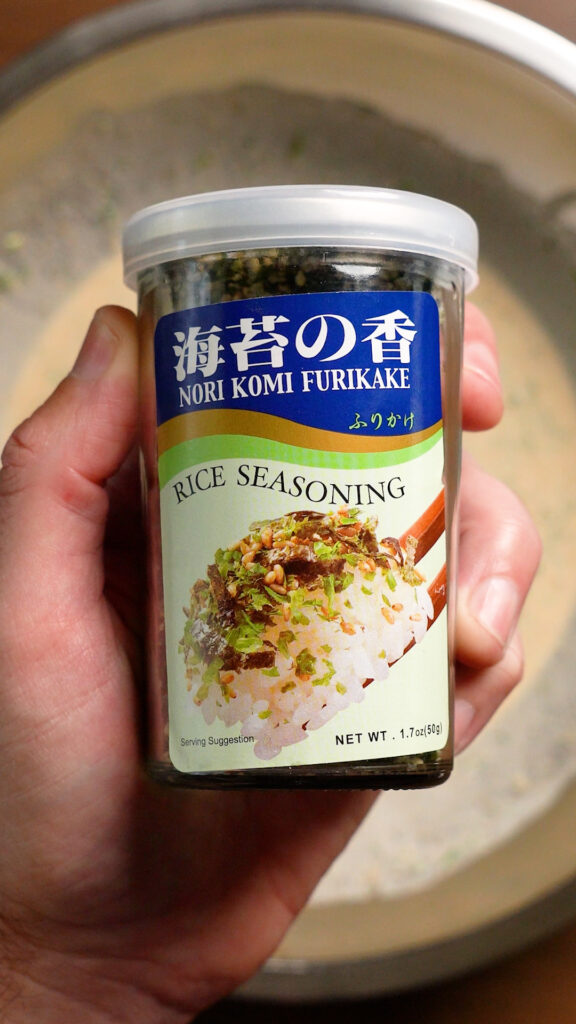 海苔の香
NORI KOMI FURIKAKE
ふりかけ
RICE SEASONING
Serving Suggestion
NET WT . 1.7oz(50g)